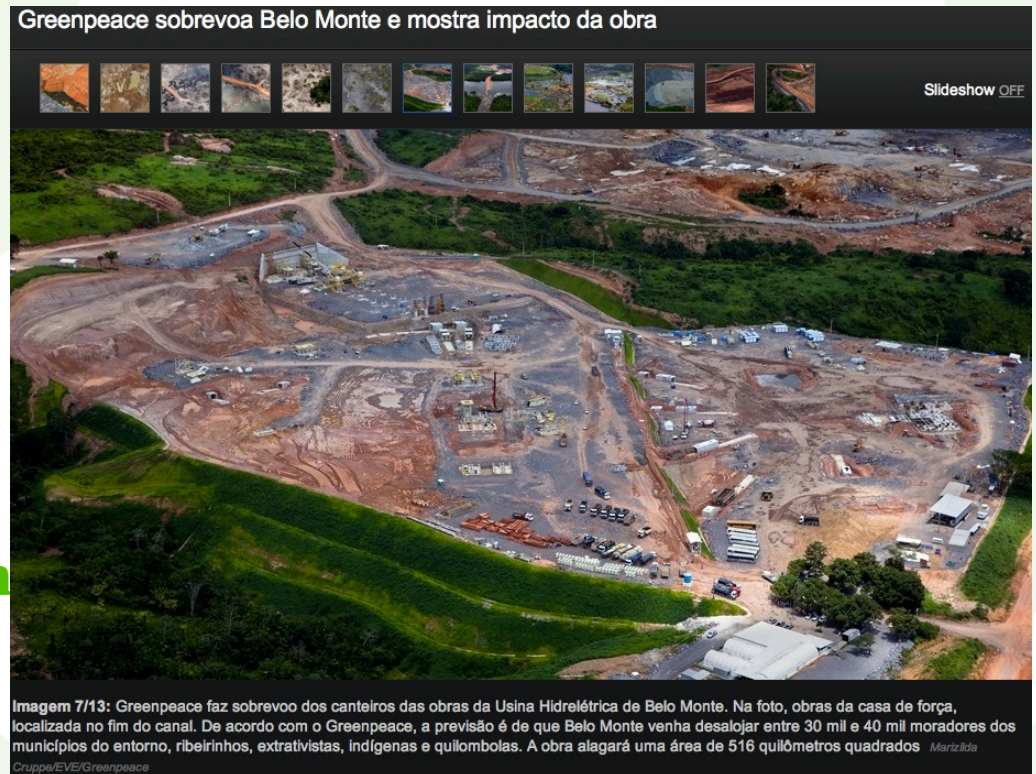 Greenpeace sobrevoa Belo Monte e mostra impacto da obra
Slideshow OFF
Imagem 7/13: Greenpeace faz sobrevoo dos canteiros das obras da Usina Hidrelétrica de Belo Monte. Na foto, obras da casa de força,
localizada no fim do canal. De acordo com o Greenpeace, a previsão é de que Belo Monte venha desalojar entre 30 mil e 40 mil moradores dos
municípios do entorno, ribeirinhos, extrativistas, indígenas e quilombolas. A obra alagará uma área de 516 quilômetros quadrados Marizilda
Cruppe/EVE/Greenpeace